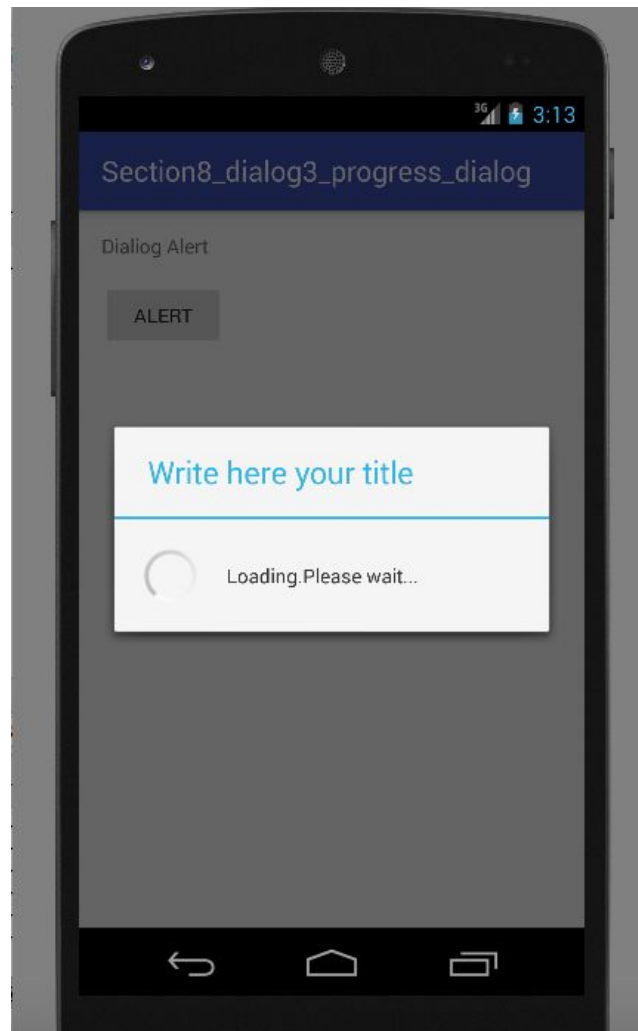 3G 3:13
Section8_dialog3_progress_dialog
Dialiog Alert
ALERT
Write here your title
Loading.Please wait...